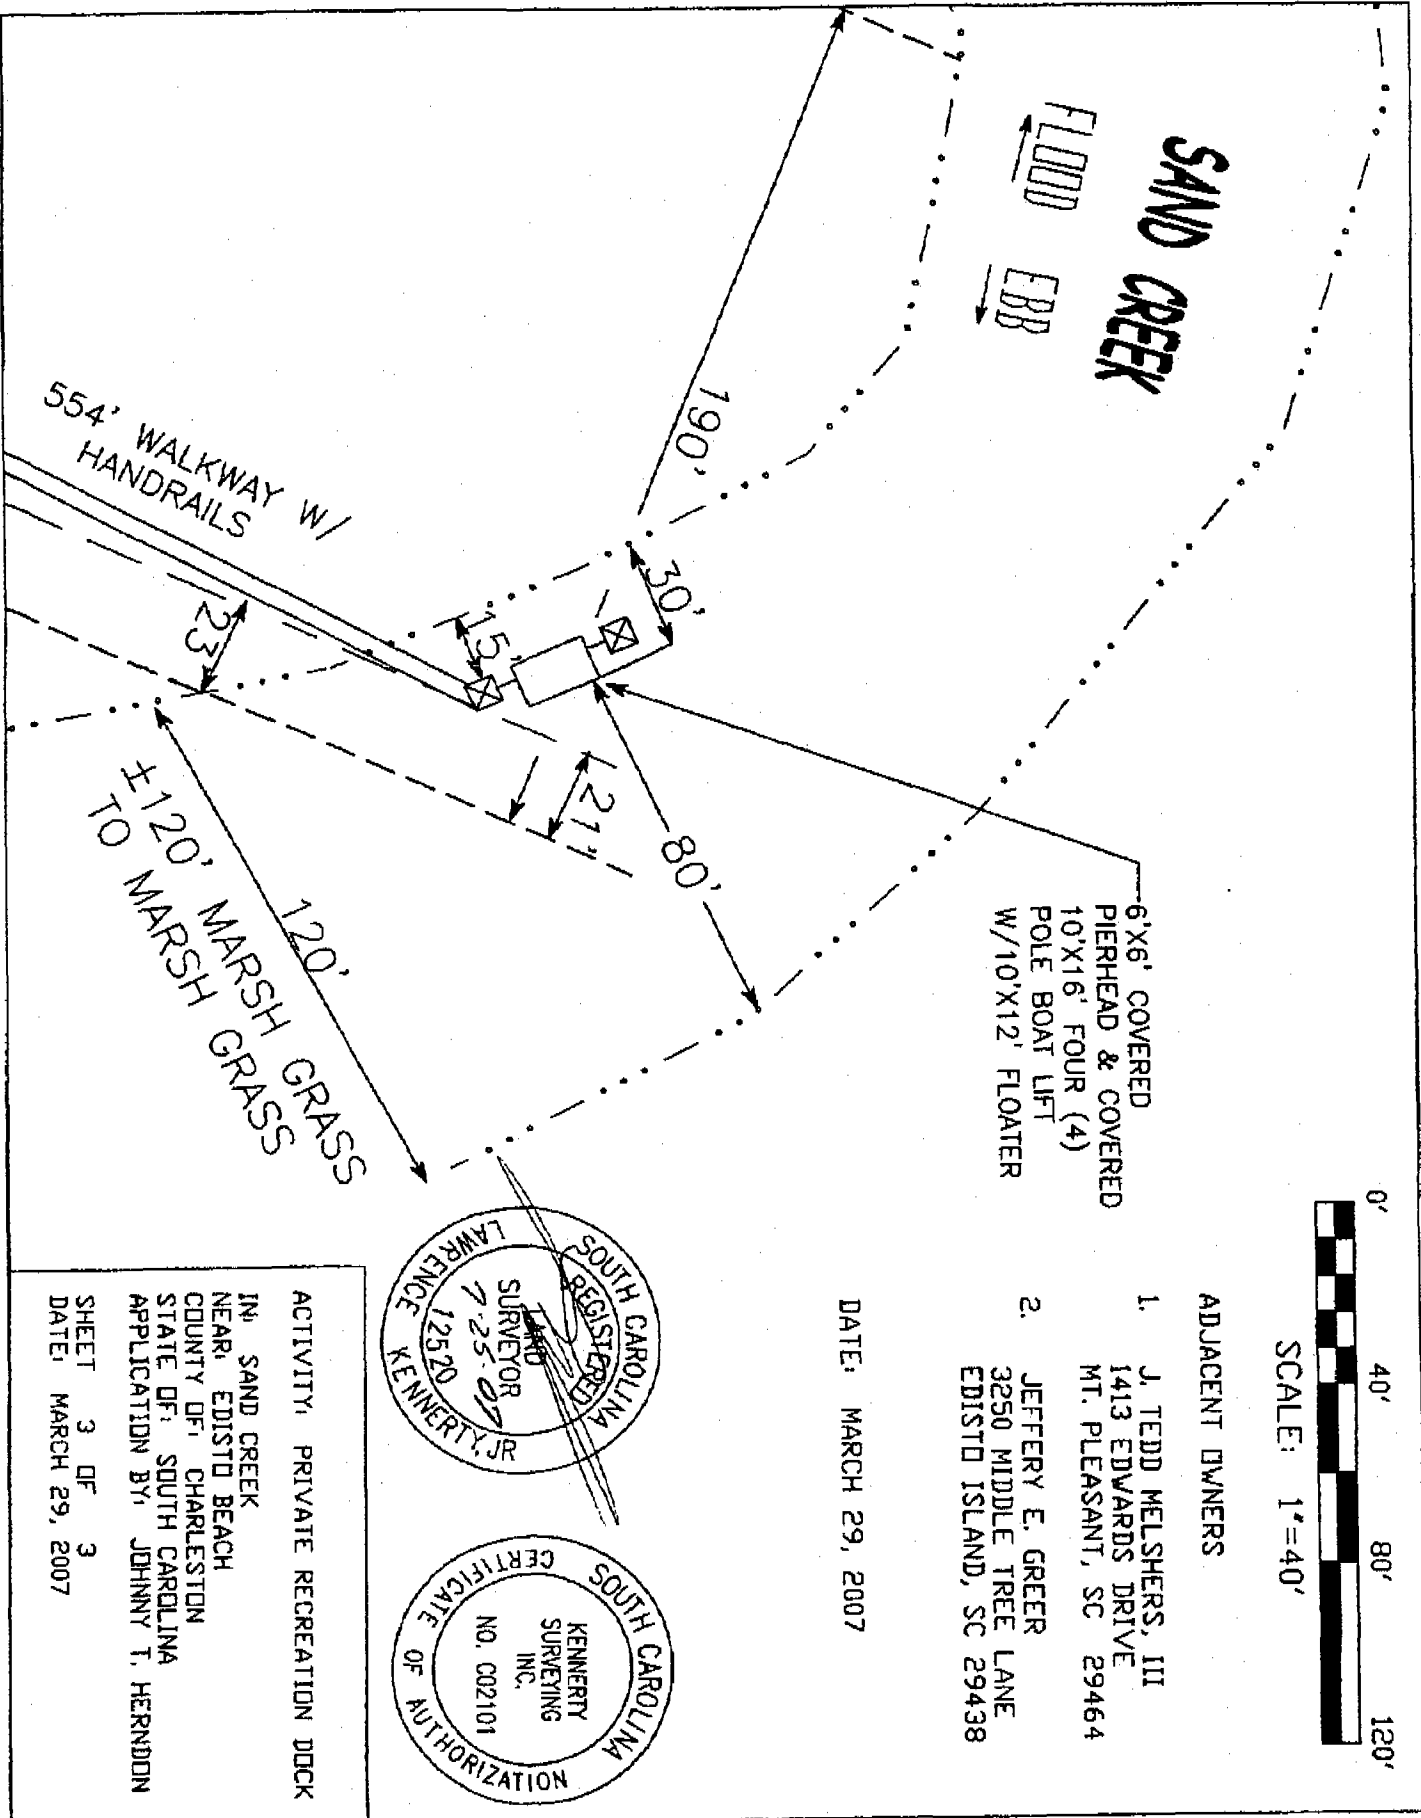 SAND CREEK
FLOOD
EBB
190'
30'
15'
554' WALKWAY W/
HANDRAILS
23'
21'
80'
120'
±120' MARSH GRASS
TO MARSH GRASS
6'X6' COVERED
PIERHEAD & COVERED
10'X16' FOUR (4)
POLE BOAT LIFT
W/10'X12' FLOATER
0' 40' 80' 120'
SCALE: 1"=40'
ADJACENT OWNERS
1. J. TEDD MELSHERS, III
1413 EDWARDS DRIVE
MT. PLEASANT, SC 29464
2. JEFFERY E. GREER
3250 MIDDLE TREE LANE
EDISTO ISLAND, SC 29438
DATE: MARCH 29, 2007
SOUTH CAROLINA
REGISTERED
LAND
SURVEYOR
7-25-07
12520
LAWRENCE KENNERTY, JR
SOUTH CAROLINA
KENNERTY
SURVEYING
INC.
NO. C02101
CERTIFICATE OF AUTHORIZATION
ACTIVITY: PRIVATE RECREATION DOCK
IN: SAND CREEK
NEAR: EDISTO BEACH
COUNTY OF: CHARLESTON
STATE OF: SOUTH CAROLINA
APPLICATION BY: JOHNNY T. HERNDON
SHEET 3 OF 3
DATE: MARCH 29, 2007